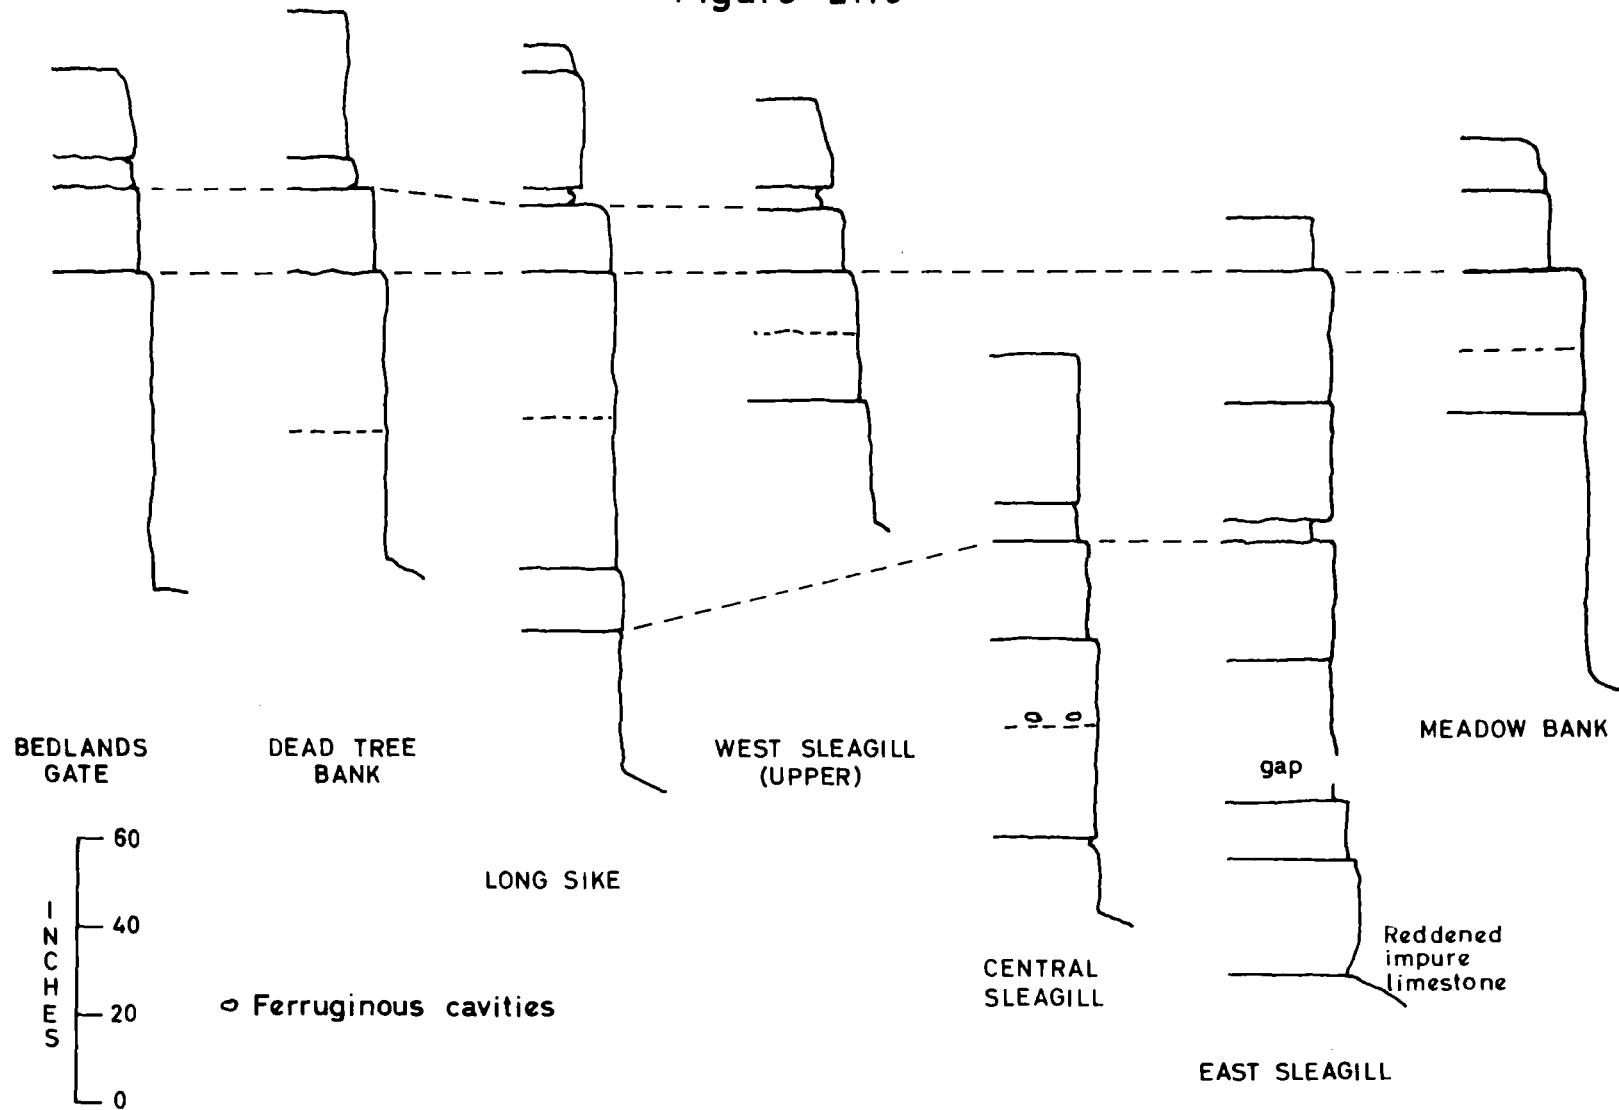 BEDLANDS
GATE
DEAD TREE
BANK
LONG SIKE
WEST SLEAGILL
(UPPER)
CENTRAL
SLEAGILL
gap
Reddened
impure
limestone
EAST SLEAGILL
MEADOW BANK
INCHES
60
40
20
0
Ferruginous cavities